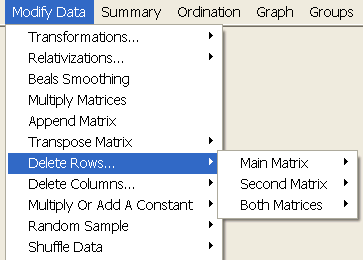 Modify Data Summary Ordination Graph Groups
Transformations...
Relativizations...
Beals Smoothing
Multiply Matrices
Append Matrix
Transpose Matrix
Delete Rows... Main Matrix
Delete Columns... Second Matrix
Multiply Or Add A Constant Both Matrices
Random Sample
Shuffle Data